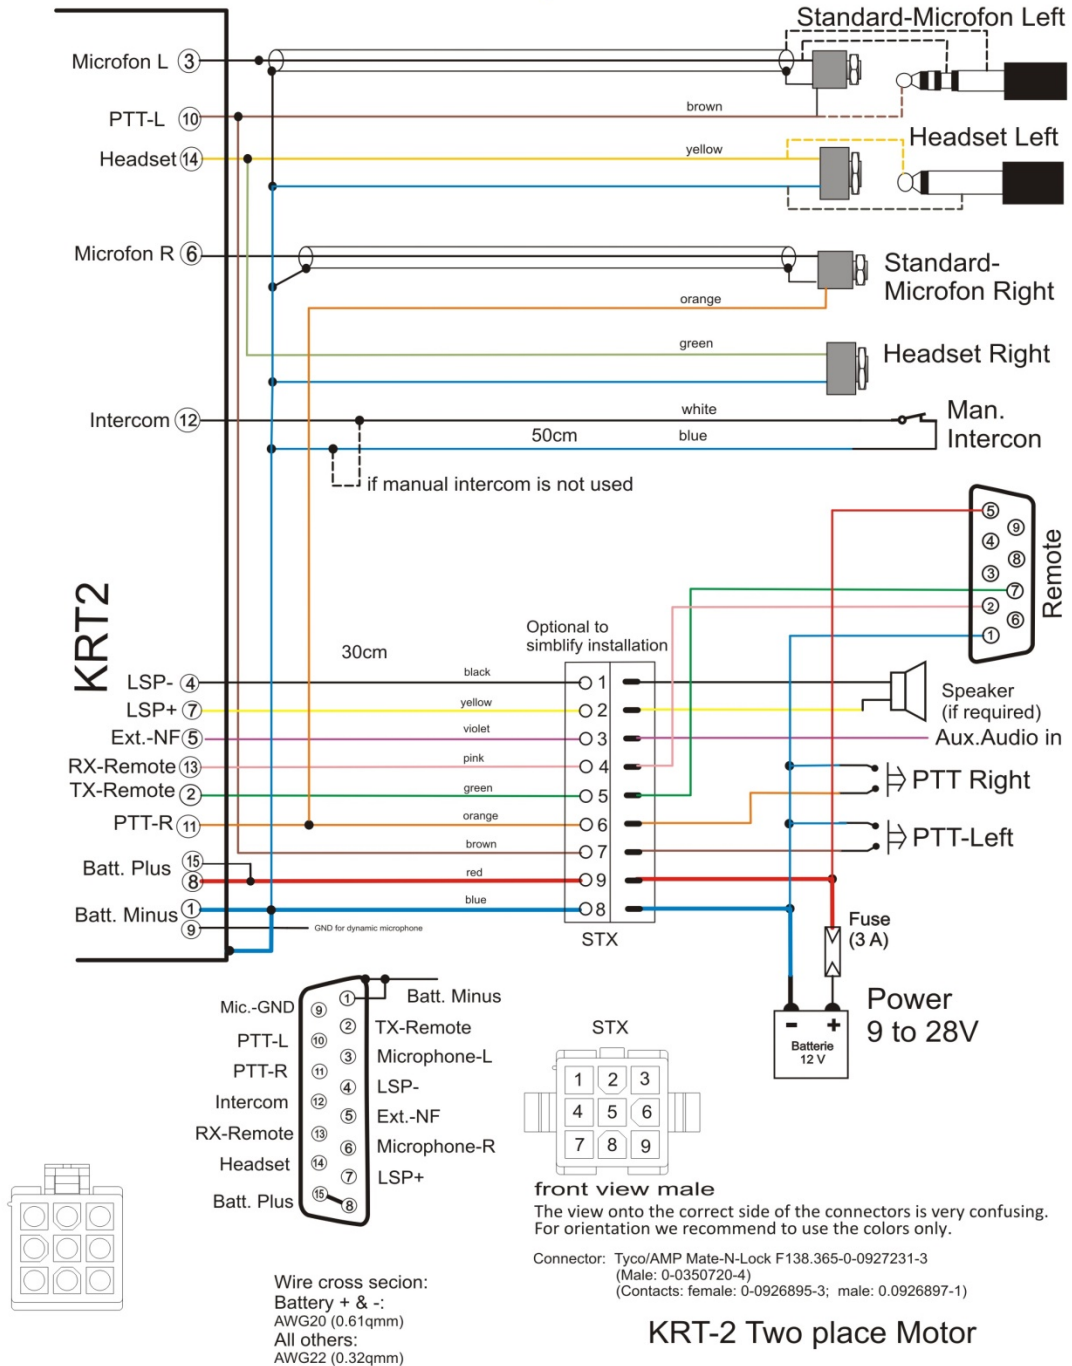 Standard-Microfon Left
Microfon L 3
brown
PTT-L 10
Headset Left
yellow
Headset 14
Microfon R 6
Standard-
Microfon Right
orange
green
Headset Right
white
Intercom 12
Man.
Intercon
50cm
blue
if manual intercom is not used
5
9
4
8
3
7
2
6
1
Remote
KRT2
Optional to
simblify installation
30cm
LSP- 4
black
1
LSP+ 7
yellow
2
Speaker
(if required)
Ext.-NF 5
violet
3
Aux.Audio in
RX-Remote 13
pink
4
TX-Remote 2
green
5
PTT Right
PTT-R 11
orange
6
brown
7
PTT-Left
Batt. Plus 15
8
red
9
Batt. Minus 1
9
blue
8
GND for dynamic microphone
STX
Fuse
(3 A)
Power
9 to 28V
- +
Batterie
12 V
Mic.-GND 9
1 Batt. Minus
PTT-L 10
2 TX-Remote
PTT-R 11
3 Microphone-L
Intercom 12
4 LSP-
RX-Remote 13
5 Ext.-NF
Headset 14
6 Microphone-R
Batt. Plus 15
7 LSP+
8
STX
1 2 3
4 5 6
7 8 9
front view male
The view onto the correct side of the connectors is very confusing.
For orientation we recommend to use the colors only.
Connector: Tyco/AMP Mate-N-Lock F138.365-0-0927231-3
(Male: 0-0350720-4)
(Contacts: female: 0-0926895-3; male: 0.0926897-1)
Wire cross secion:
Battery + & -:
AWG20 (0.61qmm)
All others:
AWG22 (0.32qmm)
KRT-2 Two place Motor